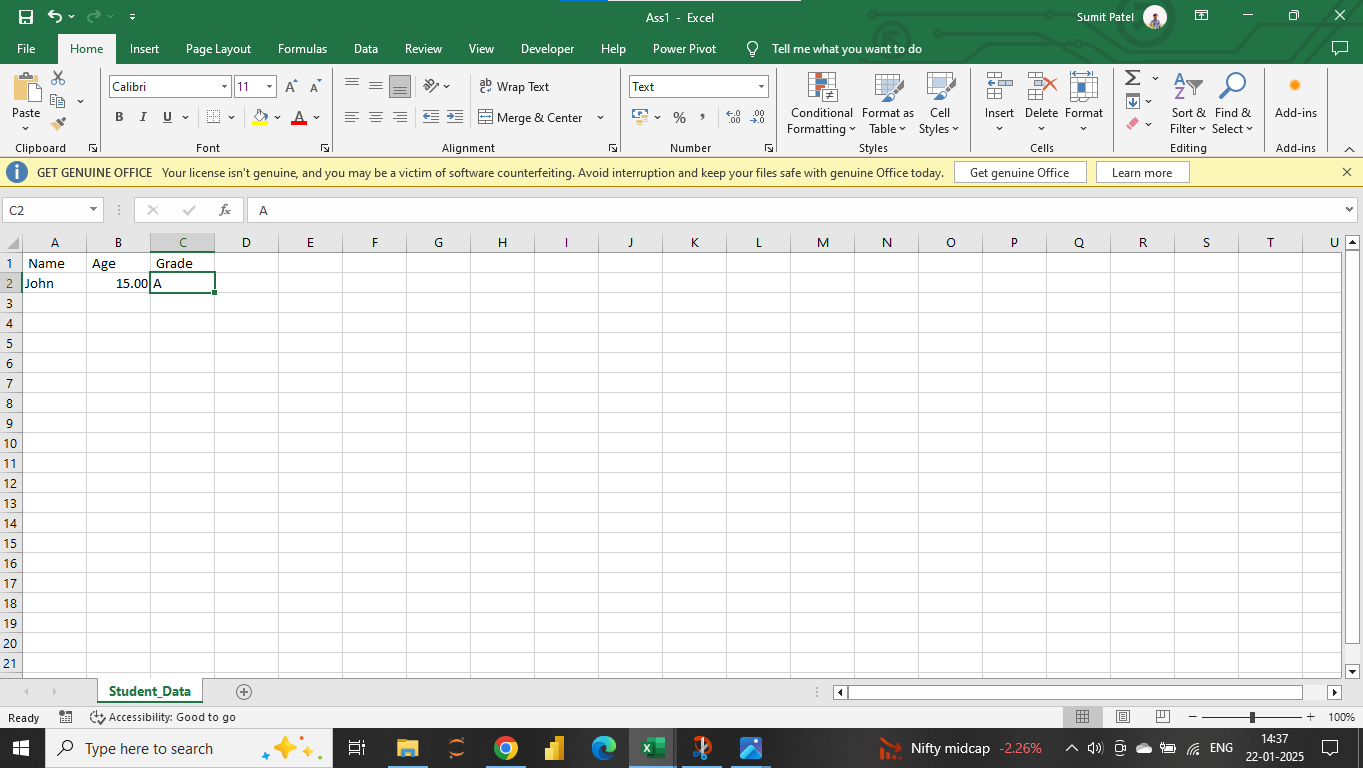 Ass1 - Excel
Sumit Patel
File Home Insert Page Layout Formulas Data Review View Developer Help Power Pivot Tell me what you want to do
Paste
Clipboard
Calibri 11 A A
B I U A
Font
ab Wrap Text
Merge & Center
Alignment
Text
% ,
Number
Conditional Formatting
Format as Table
Cell Styles
Styles
Insert Delete Format
Cells
Sort & Filter
Find & Select
Editing
Add-ins
Add-ins
GET GENUINE OFFICE Your license isn't genuine, and you may be a victim of software counterfeiting. Avoid interruption and keep your files safe with genuine Office today. Get genuine Office Learn more
C2 fx A
A B C D E F G H I J K L M N O P Q R S T U
1 Name Age Grade
2 John 15.00 A
3
4
5
6
7
8
9
10
11
12
13
14
15
16
17
18
19
20
21
Student_Data
Ready Accessibility: Good to go 100%
Type here to search
Nifty midcap -2.26% ENG 14:37
22-01-2025